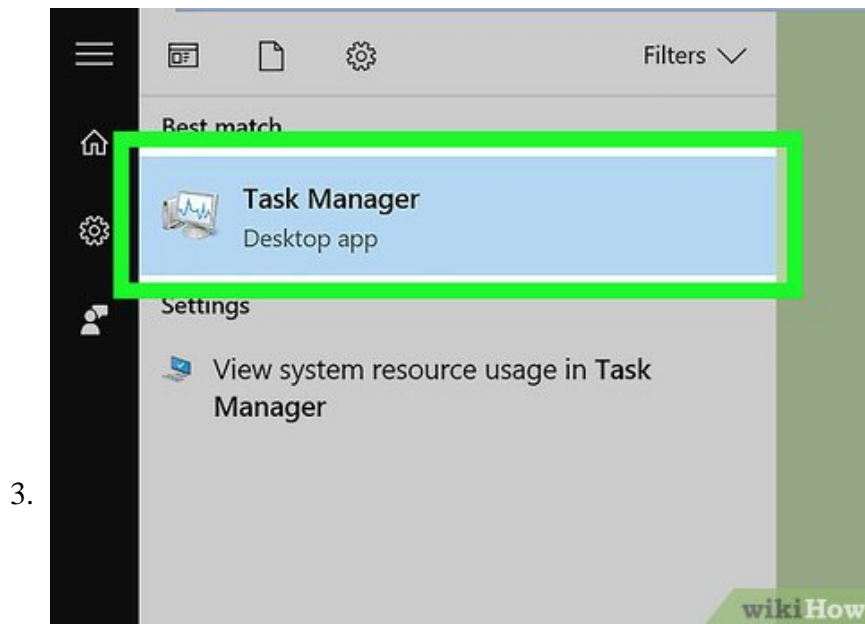 Filters
Best match
Task Manager
Desktop app
Settings
View system resource usage in Task
Manager
3.
wikiHow